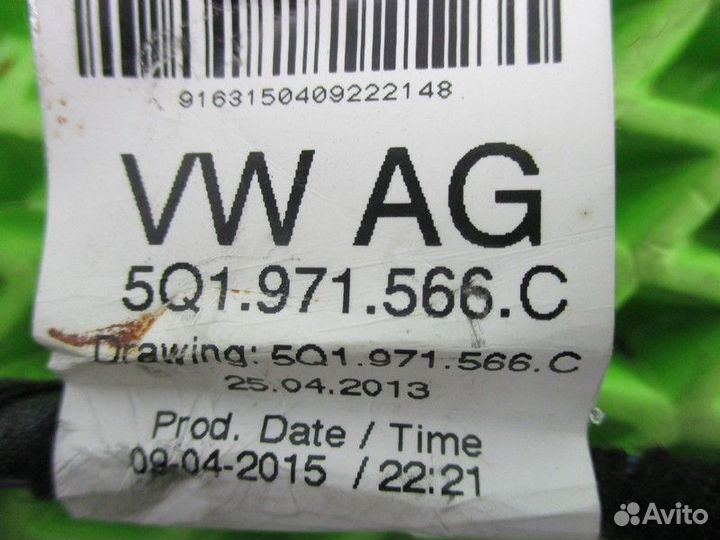 9163150409222148
VW AG
5Q1.971.566.C
Drawing: 5Q1.971.566.C
25.04.2013
Prod. Date / Time
09-04-2015 / 22:21
Avito